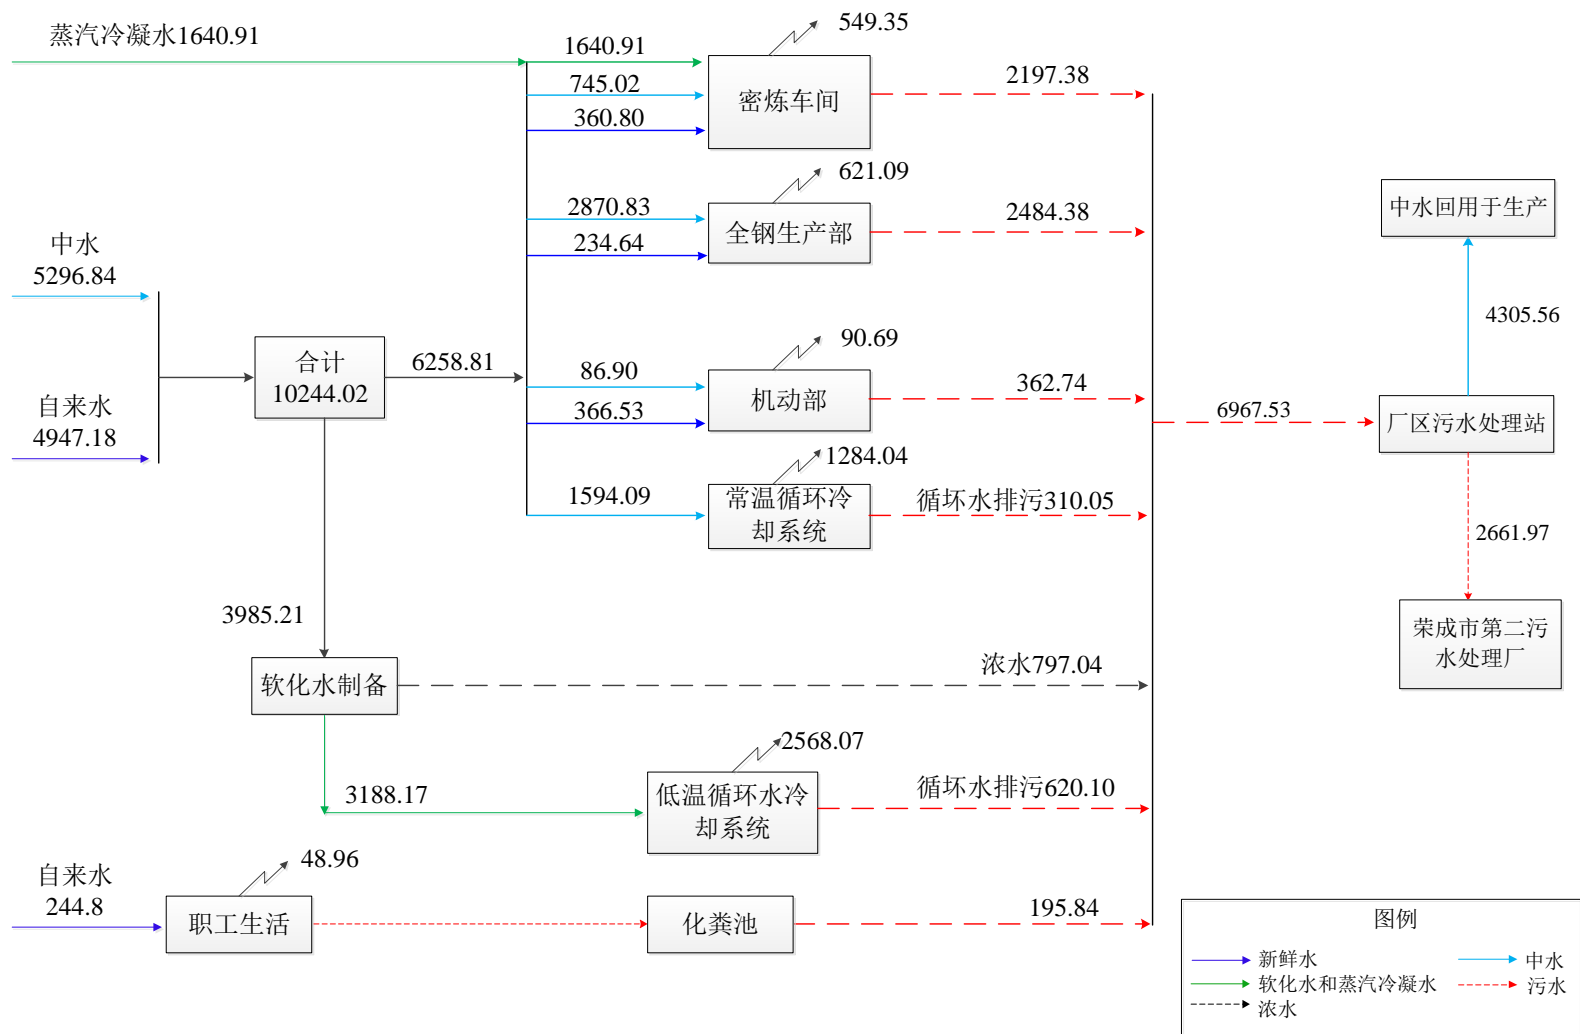 蒸汽冷凝水1640.91
1640.91
745.02
360.80
549.35
密炼车间
2197.38
2870.83
234.64
621.09
全钢生产部
2484.38
中水回用于生产
中水
5296.84
合计
10244.02
6258.81
自来水
4947.18
86.90
366.53
90.69
机动部
362.74
4305.56
6967.53
厂区污水处理站
1594.09
1284.04
常温循环冷
却系统
循环水排污310.05
2661.97
荣成市第二污
水处理厂
3985.21
软化水制备
浓水797.04
3188.17
2568.07
低温循环水冷
却系统
循环水排污620.10
自来水
244.8
48.96
职工生活
化粪池
195.84
图例
新鲜水
中水
软化水和蒸汽冷凝水
污水
浓水